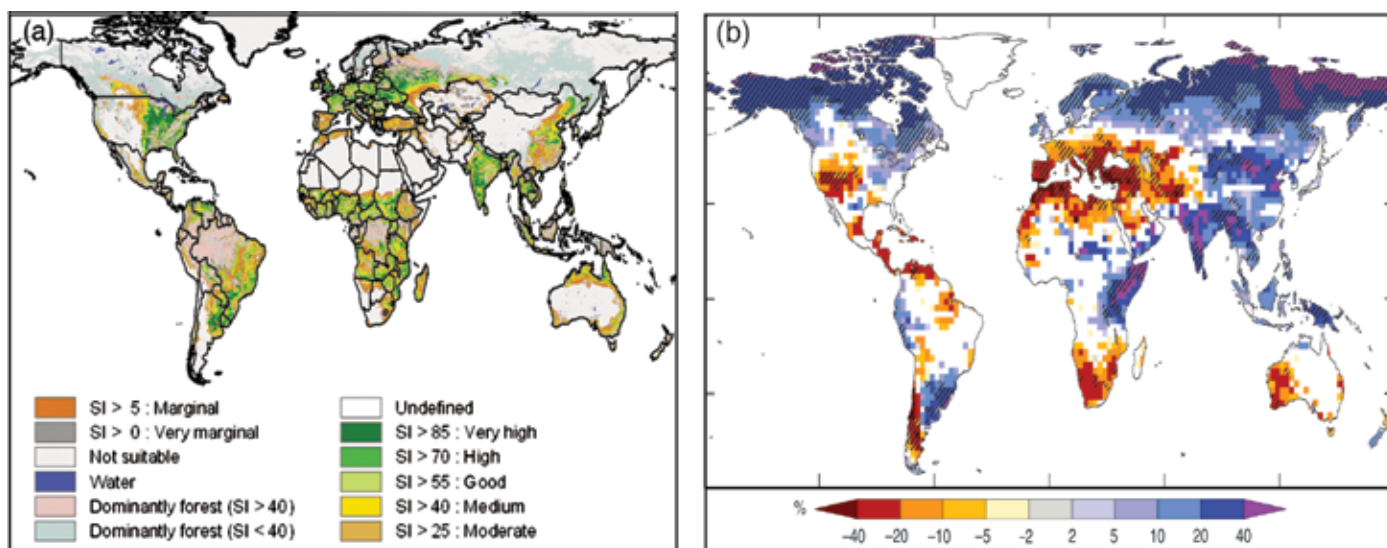 (a)
SI > 5 : Marginal
SI > 0 : Very marginal
Not suitable
Water
Dominantly forest (SI > 40)
Dominantly forest (SI < 40)
Undefined
SI > 85 : Very high
SI > 70 : High
SI > 55 : Good
SI > 40 : Medium
SI > 25 : Moderate
(b)
%
−40 −20 −10 −5 −2 2 5 10 20 40